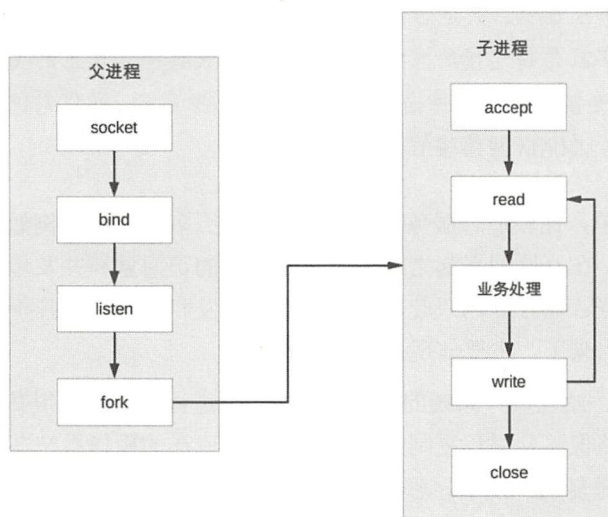 父进程
socket
bind
listen
fork
子进程
accept
read
业务处理
write
close